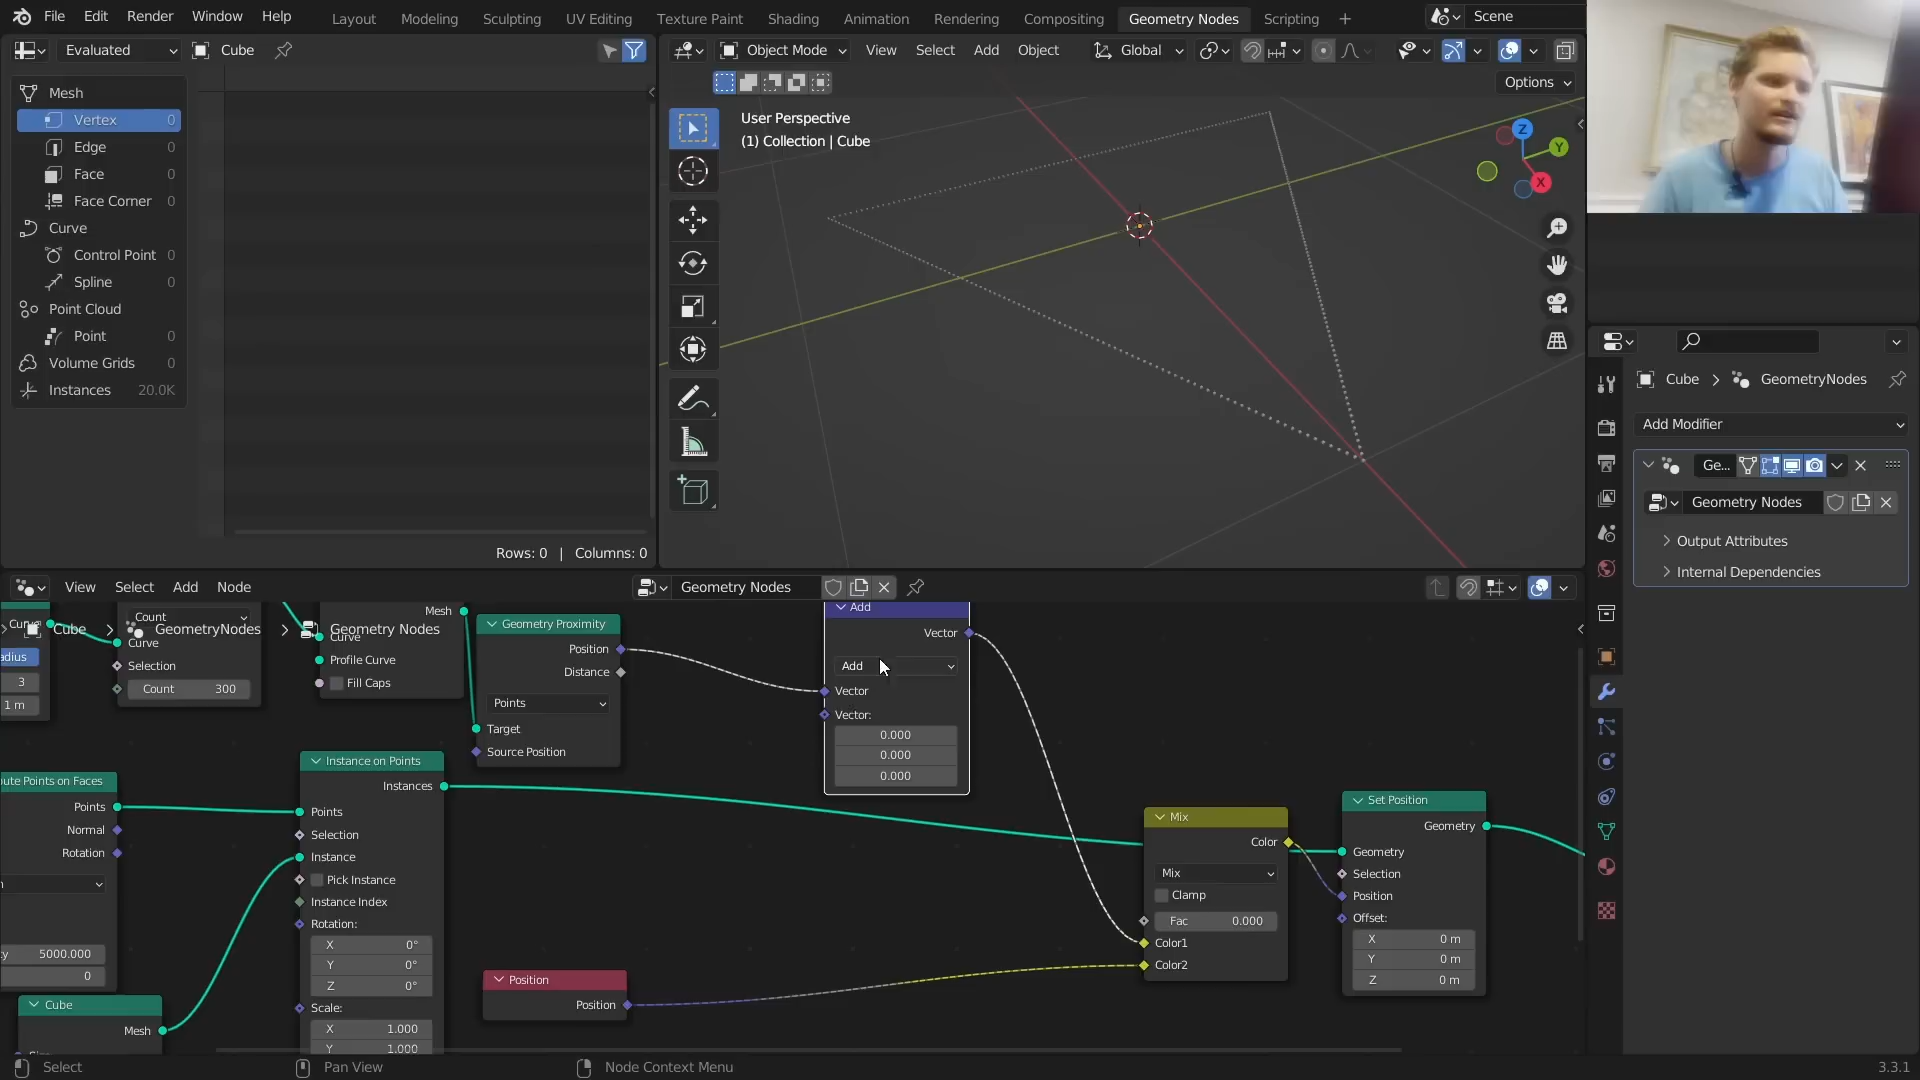 File Edit Render Window Help
Layout Modeling Sculpting UV Editing Texture Paint Shading Animation Rendering Compositing Geometry Nodes Scripting +
Scene
Evaluated Cube
Mesh
Vertex 0
Edge 0
Face 0
Face Corner 0
Curve
Control Point 0
Spline 0
Point Cloud
Point 0
Volume Grids 0
Instances 20.0K
Rows: 0 | Columns: 0
Object Mode View Select Add Object Global
Options
User Perspective
(1) Collection | Cube
Z
Y
X
Cube > GeometryNodes
Add Modifier
Ge...
Geometry Nodes
Output Attributes
Internal Dependencies
View Select Add Node
Geometry Nodes
Cube > GeometryNodes > Geometry Nodes
Curve
adius
3
1 m
Count
Curve
Selection
Count 300
Mesh
Curve
Profile Curve
Fill Caps
Geometry Proximity
Position
Distance
Points
Target
Source Position
Add
Vector
Add
Vector
Vector:
0.000
0.000
0.000
ute Points on Faces
Points
Normal
Rotation
n
y 5000.000
0
Cube
Mesh
Instance on Points
Instances
Points
Selection
Instance
Pick Instance
Instance Index
Rotation:
X 0°
Y 0°
Z 0°
Scale:
X 1.000
Y 1.000
Position
Position
Mix
Color
Mix
Clamp
Fac 0.000
Color1
Color2
Set Position
Geometry
Geometry
Selection
Position
Offset:
X 0 m
Y 0 m
Z 0 m
Select Pan View Node Context Menu
3.3.1